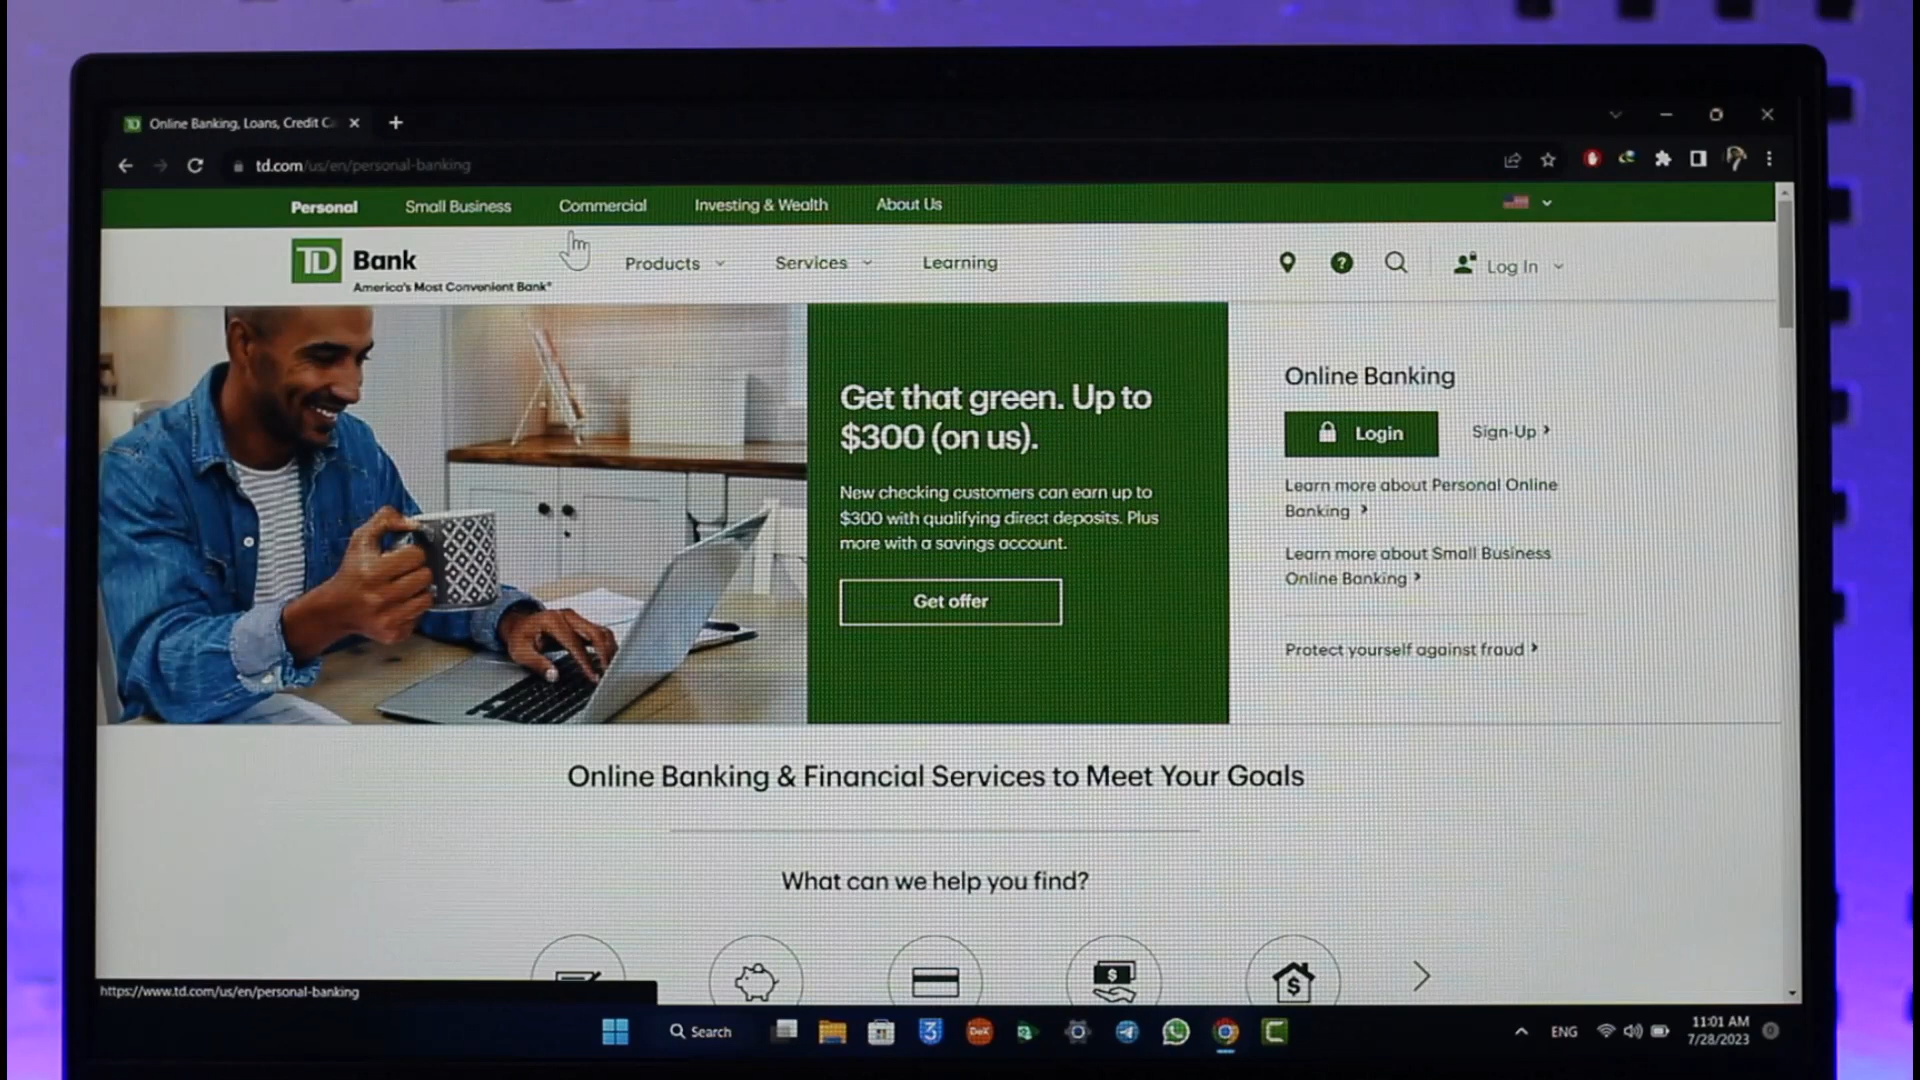 Online Banking, Loans, Credit C
td.com/us/en/personal-banking
Personal
Small Business
Commercial
Investing & Wealth
About Us
TD
Bank
America's Most Convenient Bank®
Products
Services
Learning
?
Log In
Get that green. Up to
$300 (on us).
New checking customers can earn up to
$300 with qualifying direct deposits. Plus
more with a savings account.
Get offer
Online Banking
Login
Sign-Up
Learn more about Personal Online
Banking
Learn more about Small Business
Online Banking
Protect yourself against fraud
Online Banking & Financial Services to Meet Your Goals
What can we help you find?
$
$
https://www.td.com/us/en/personal-banking
Search
3
DeX
ENG
11:01 AM
7/28/2023